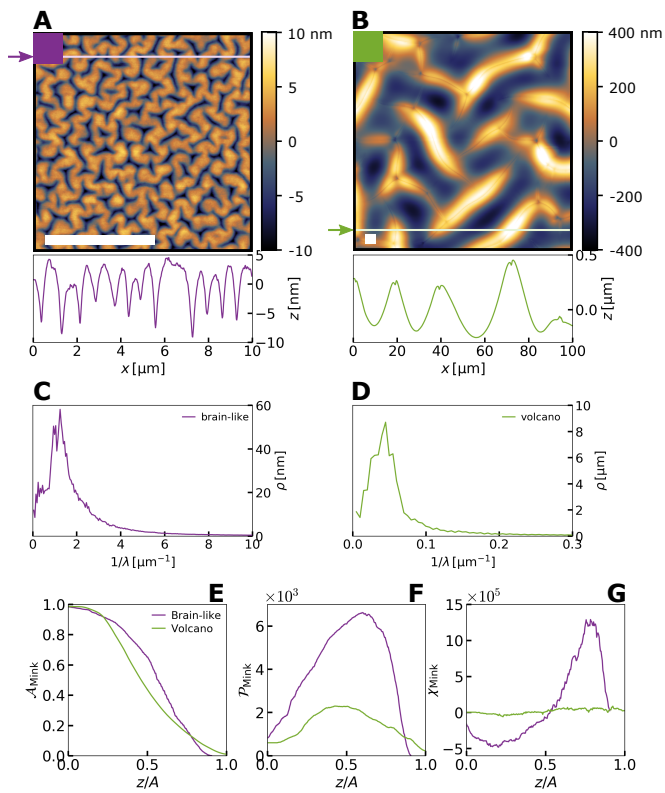 A
B
10 nm
5
0
-5
-10
400 nm
200
0
-200
-400
5
0
−5
−10
z [nm]
0 2 4 6 8 10
x [µm]
0.5
0.0
z [µm]
0 20 40 60 80 100
x [µm]
C
D
brain-like
60
40
20
0
ρ [nm]
0 2 4 6 8 10
1/λ [µm⁻¹]
volcano
10
8
6
4
2
0
ρ [µm]
0.0 0.1 0.2 0.3
1/λ [µm⁻¹]
E
F
G
1.0
0.8
0.6
0.4
0.2
0.0
𝒜Mink
Brain-like
Volcano
0.0 0.5 1.0
z/A
×10³
6
4
2
0
𝒫Mink
0.0 0.5 1.0
z/A
×10⁵
15
10
5
0
−5
χMink
0.0 0.5 1.0
z/A